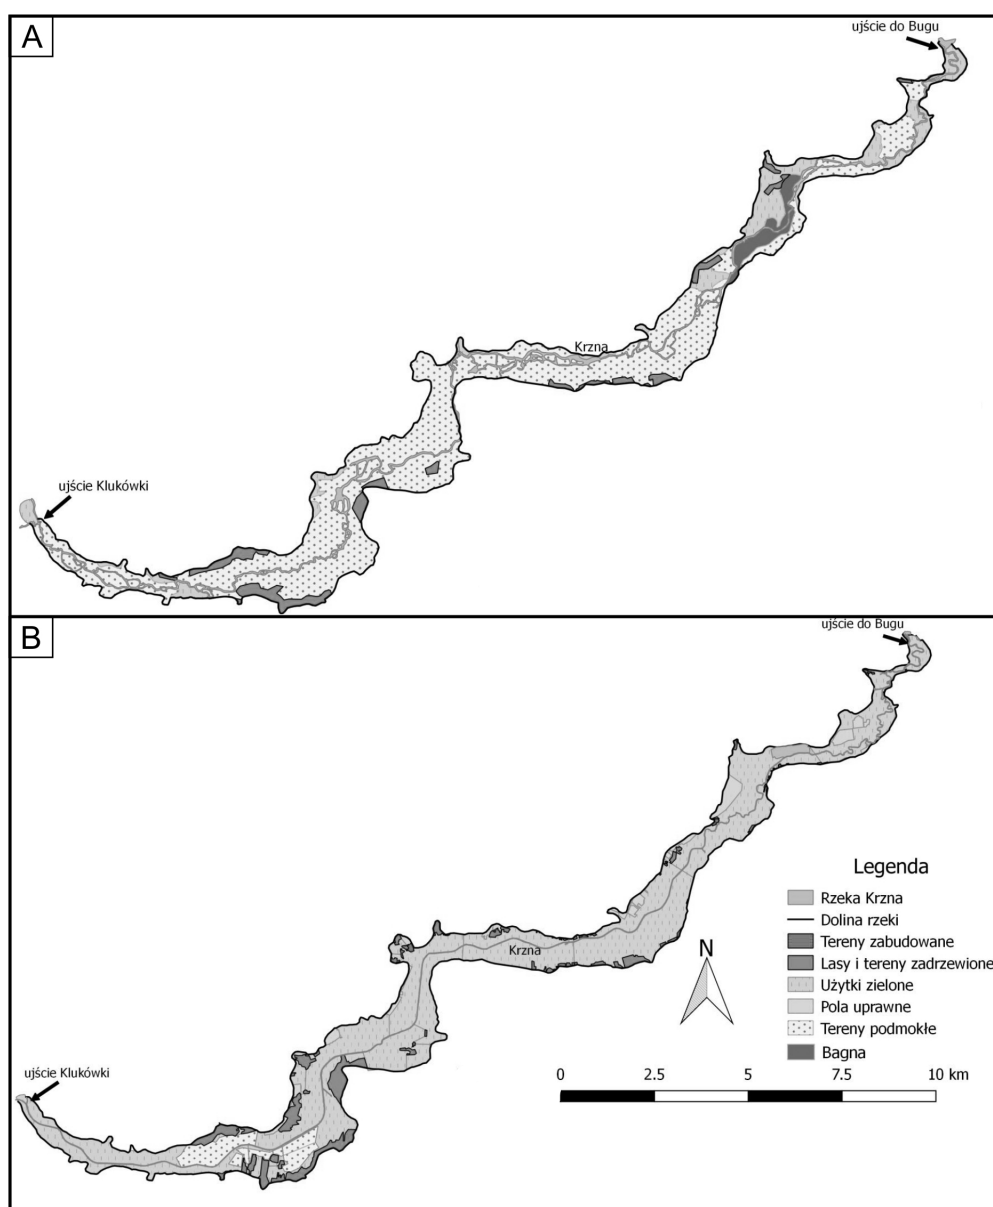 A
ujście do Bugu
Krzna
ujście Klukówki
B
ujście do Bugu
Krzna
ujście Klukówki
Legenda
Rzeka Krzna
Dolina rzeki
Tereny zabudowane
Lasy i tereny zadrzewione
Użytki zielone
Pola uprawne
Tereny podmokłe
Bagna
N
0 2.5 5 7.5 10 km